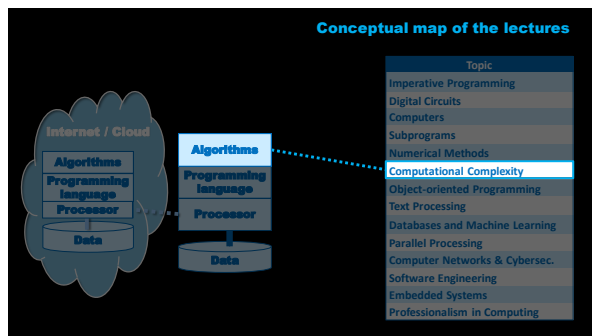 Conceptual map of the lectures
Internet / Cloud
Algorithms
Programming
language
Processor
Data
Algorithms
Programming
language
Processor
Data
Topic
Imperative Programming
Digital Circuits
Computers
Subprograms
Numerical Methods
Computational Complexity
Object-oriented Programming
Text Processing
Databases and Machine Learning
Parallel Processing
Computer Networks & Cybersec.
Software Engineering
Embedded Systems
Professionalism in Computing